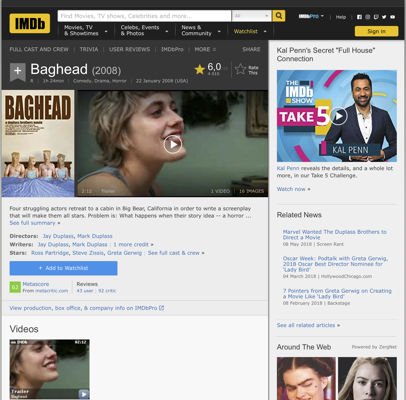 IMDb
Find Movies, TV shows, Celebrities and more...
All
IMDbPro
Help
Movies, TV
& Showtimes
Celebs, Events
& Photos
News &
Community
Watchlist
Sign in
FULL CAST AND CREW | TRIVIA | USER REVIEWS | IMDbPro | MORE
SHARE
Baghead (2008)
6,0
Rate
This
R | 1h 24min | Comedy, Drama, Horror | 22 January 2008 (USA)
BAGHEAD
2:12 Trailer
1 VIDEO | 16 IMAGES
Four struggling actors retreat to a cabin in Big Bear, California in order to write a screenplay
that will make them all stars. Problem is: What happens when their story idea -- a horror ...
See full summary »
Directors: Jay Duplass, Mark Duplass
Writers: Jay Duplass, Mark Duplass | 1 more credit »
Stars: Ross Partridge, Steve Zissis, Greta Gerwig | See full cast & crew »
+ Add to Watchlist
Metascore
From metacritic.com
Reviews
43 user | 92 critic
View production, box office, & company info on IMDbPro
Videos
02:12
Trailer
Baghead
Kal Penn's Secret "Full House"
Connection
THE
IMDb
SHOW
TAKE 5
KAL PENN
Kal Penn reveals the details, and a whole lot
more, in our Take 5 Challenge.
Watch now »
Related News
Marvel Wanted The Duplass Brothers to
Direct a Movie
08 May 2018 | Screen Rant
Oscar Week: Podtalk with Greta Gerwig,
2018 Oscar Best Director Nominee for
'Lady Bird'
04 March 2018 | HollywoodChicago.com
7 Pointers from Greta Gerwig on Creating
a Movie Like 'Lady Bird'
08 February 2018 | Backstage
See all related articles »
Around The Web
Powered by ZergNet